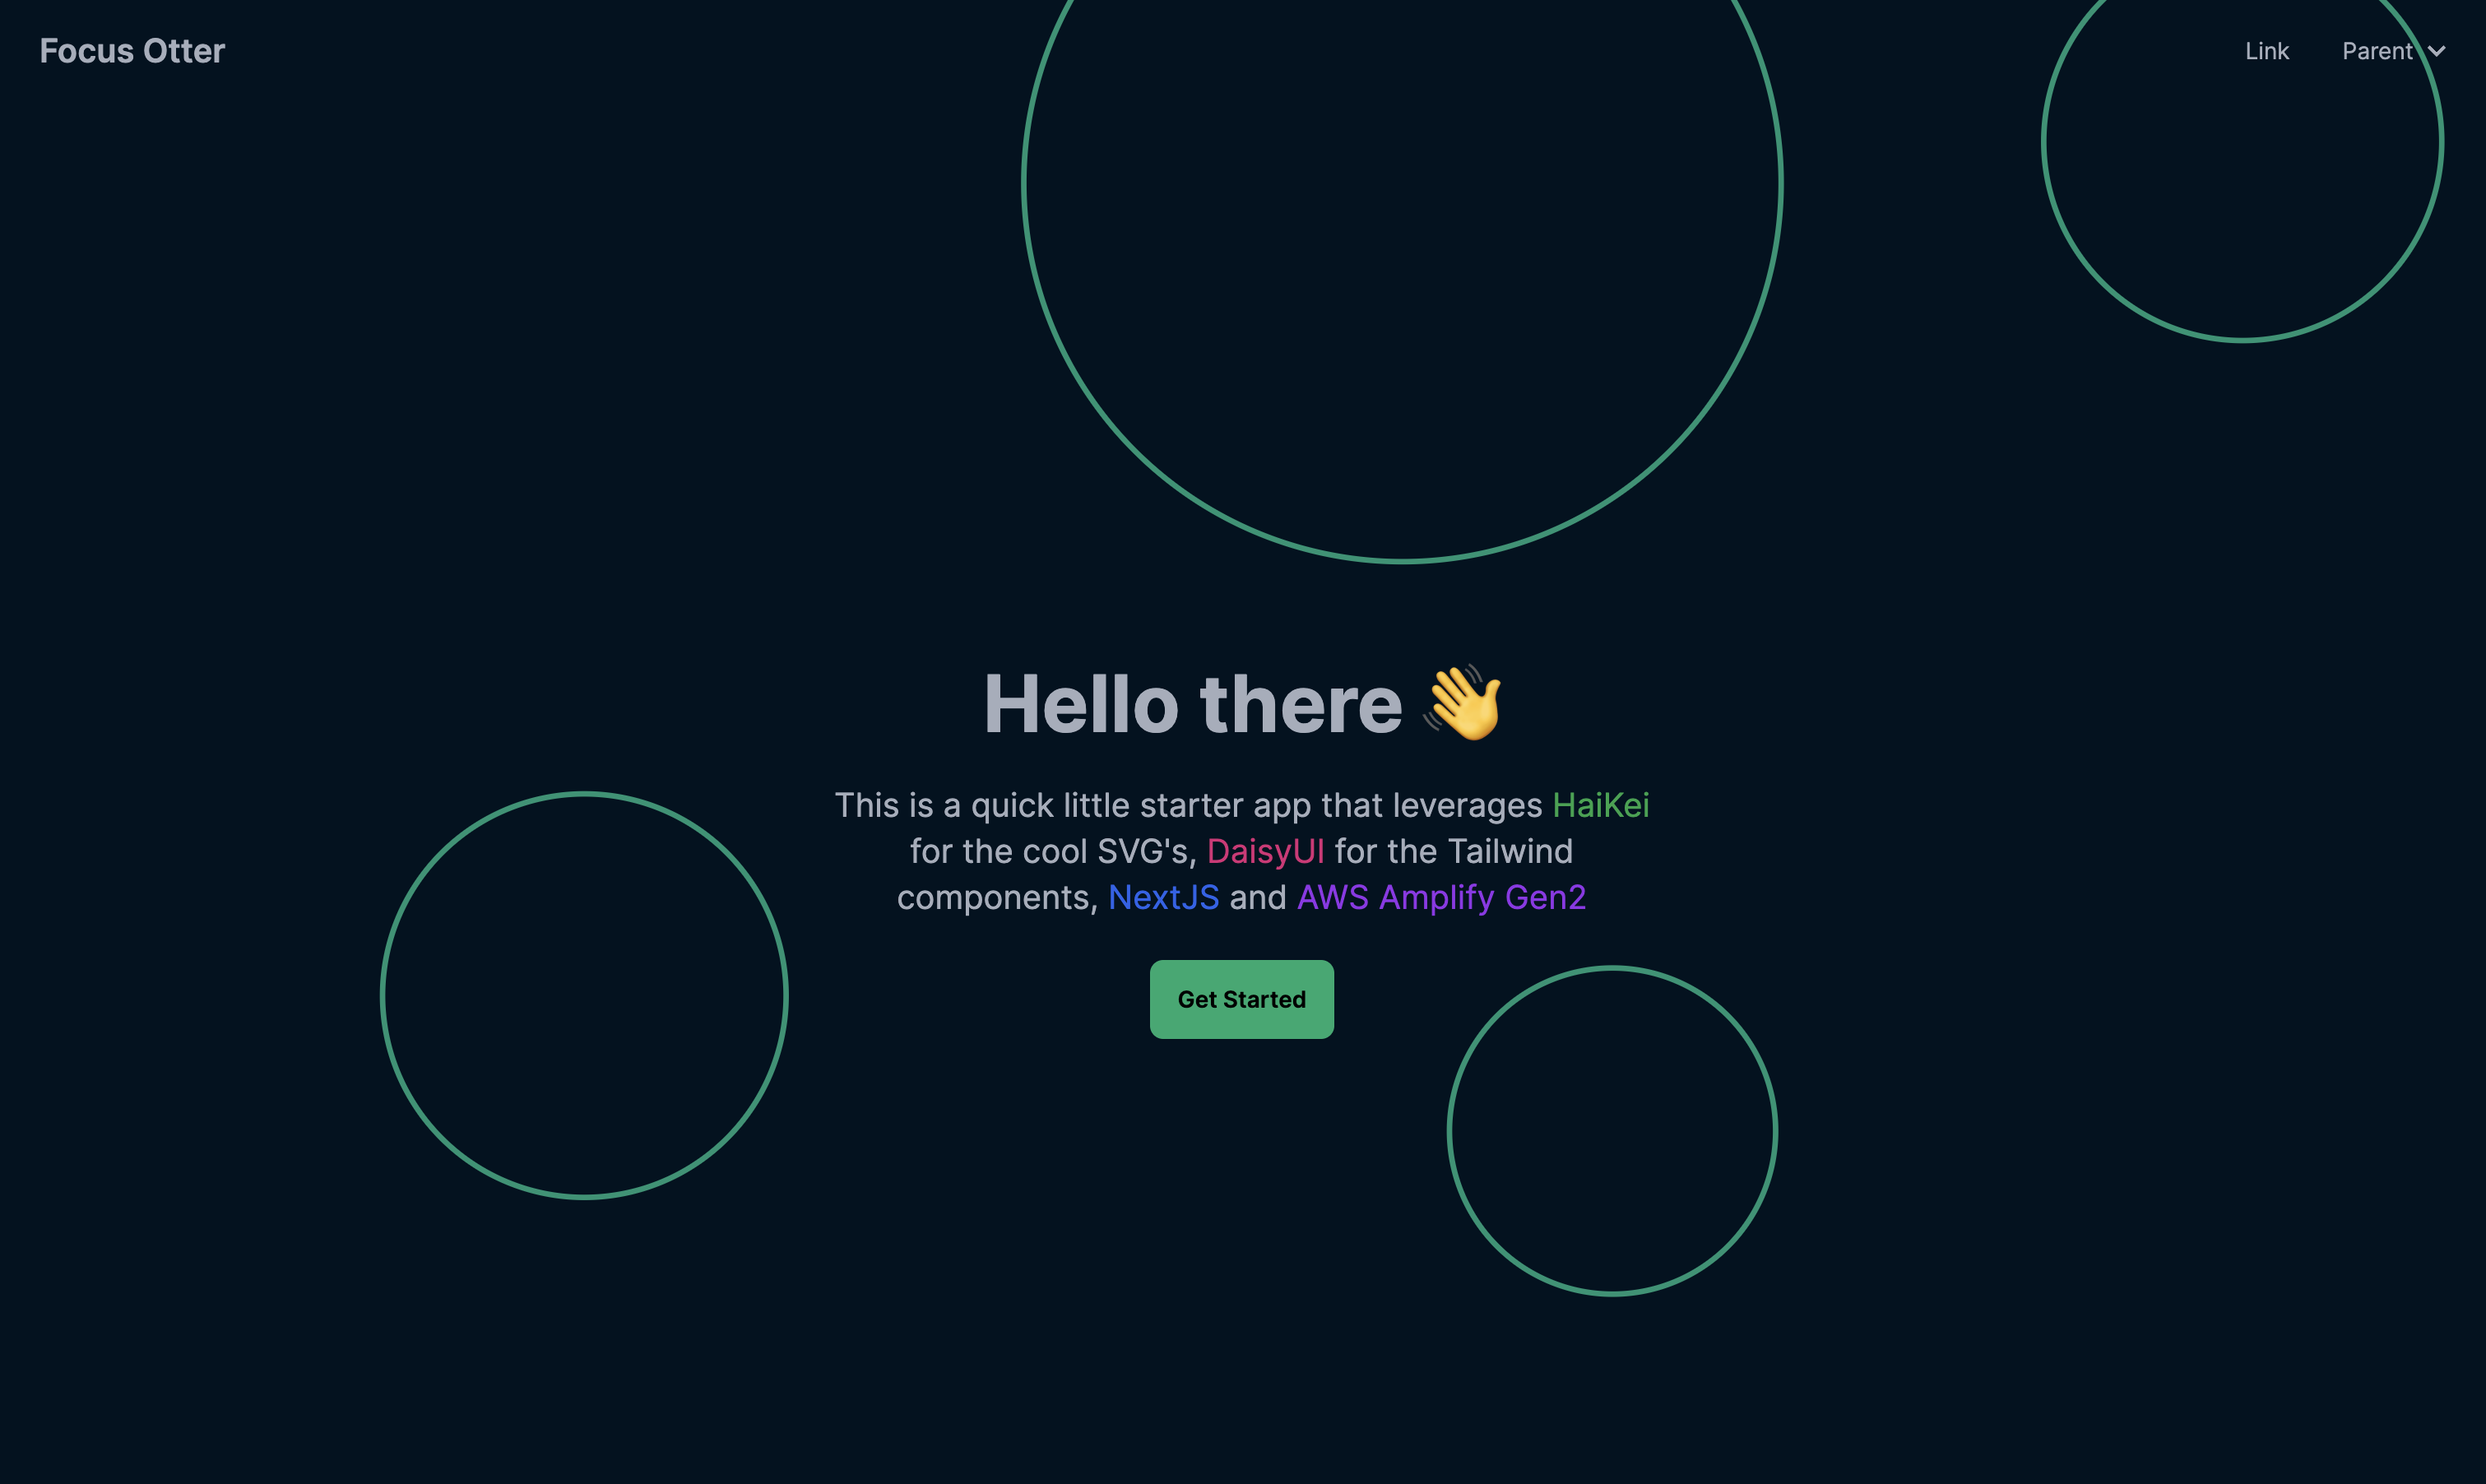 Focus Otter
Link
Parent
Hello there 👋
This is a quick little starter app that leverages HaiKei
for the cool SVG's, DaisyUI for the Tailwind
components, NextJS and AWS Amplify Gen2
Get Started